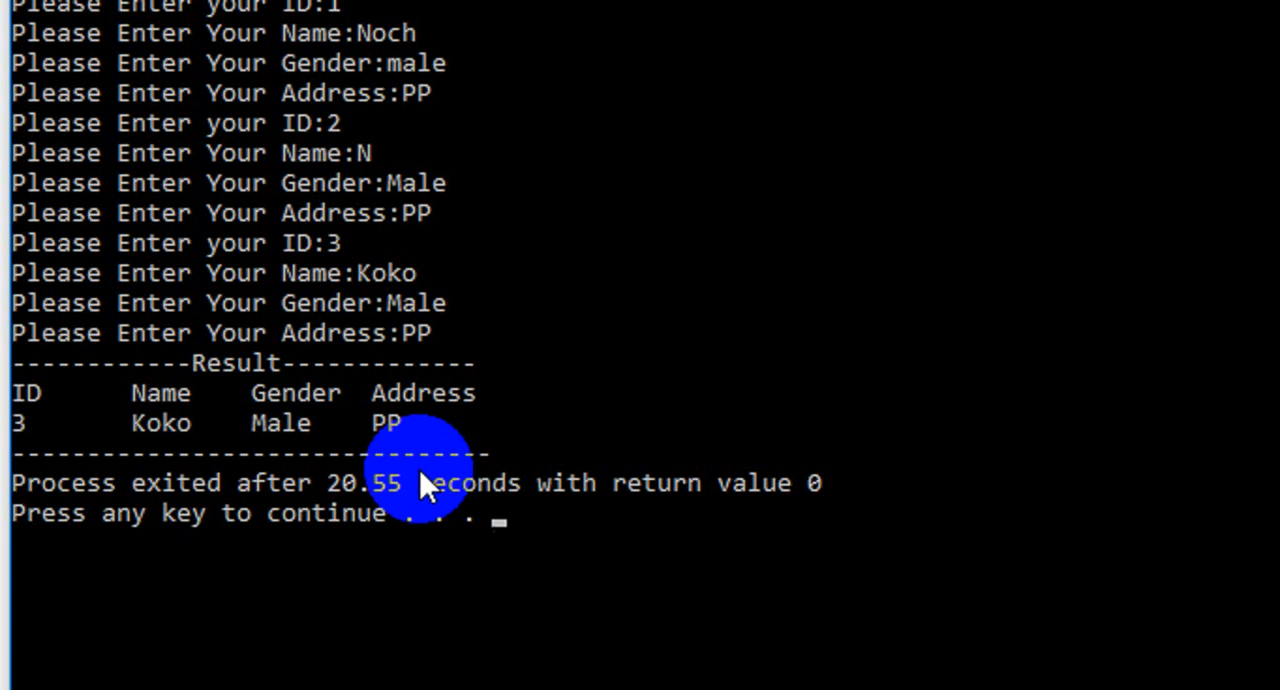 Please Enter your ID:1
Please Enter Your Name:Noch
Please Enter Your Gender:male
Please Enter Your Address:PP
Please Enter your ID:2
Please Enter Your Name:N
Please Enter Your Gender:Male
Please Enter Your Address:PP
Please Enter your ID:3
Please Enter Your Name:Koko
Please Enter Your Gender:Male
Please Enter Your Address:PP
------------Result-------------
ID Name Gender Address
3 Koko Male PP
--------------------------------
Process exited after 20.55 seconds with return value 0
Press any key to continue . . .